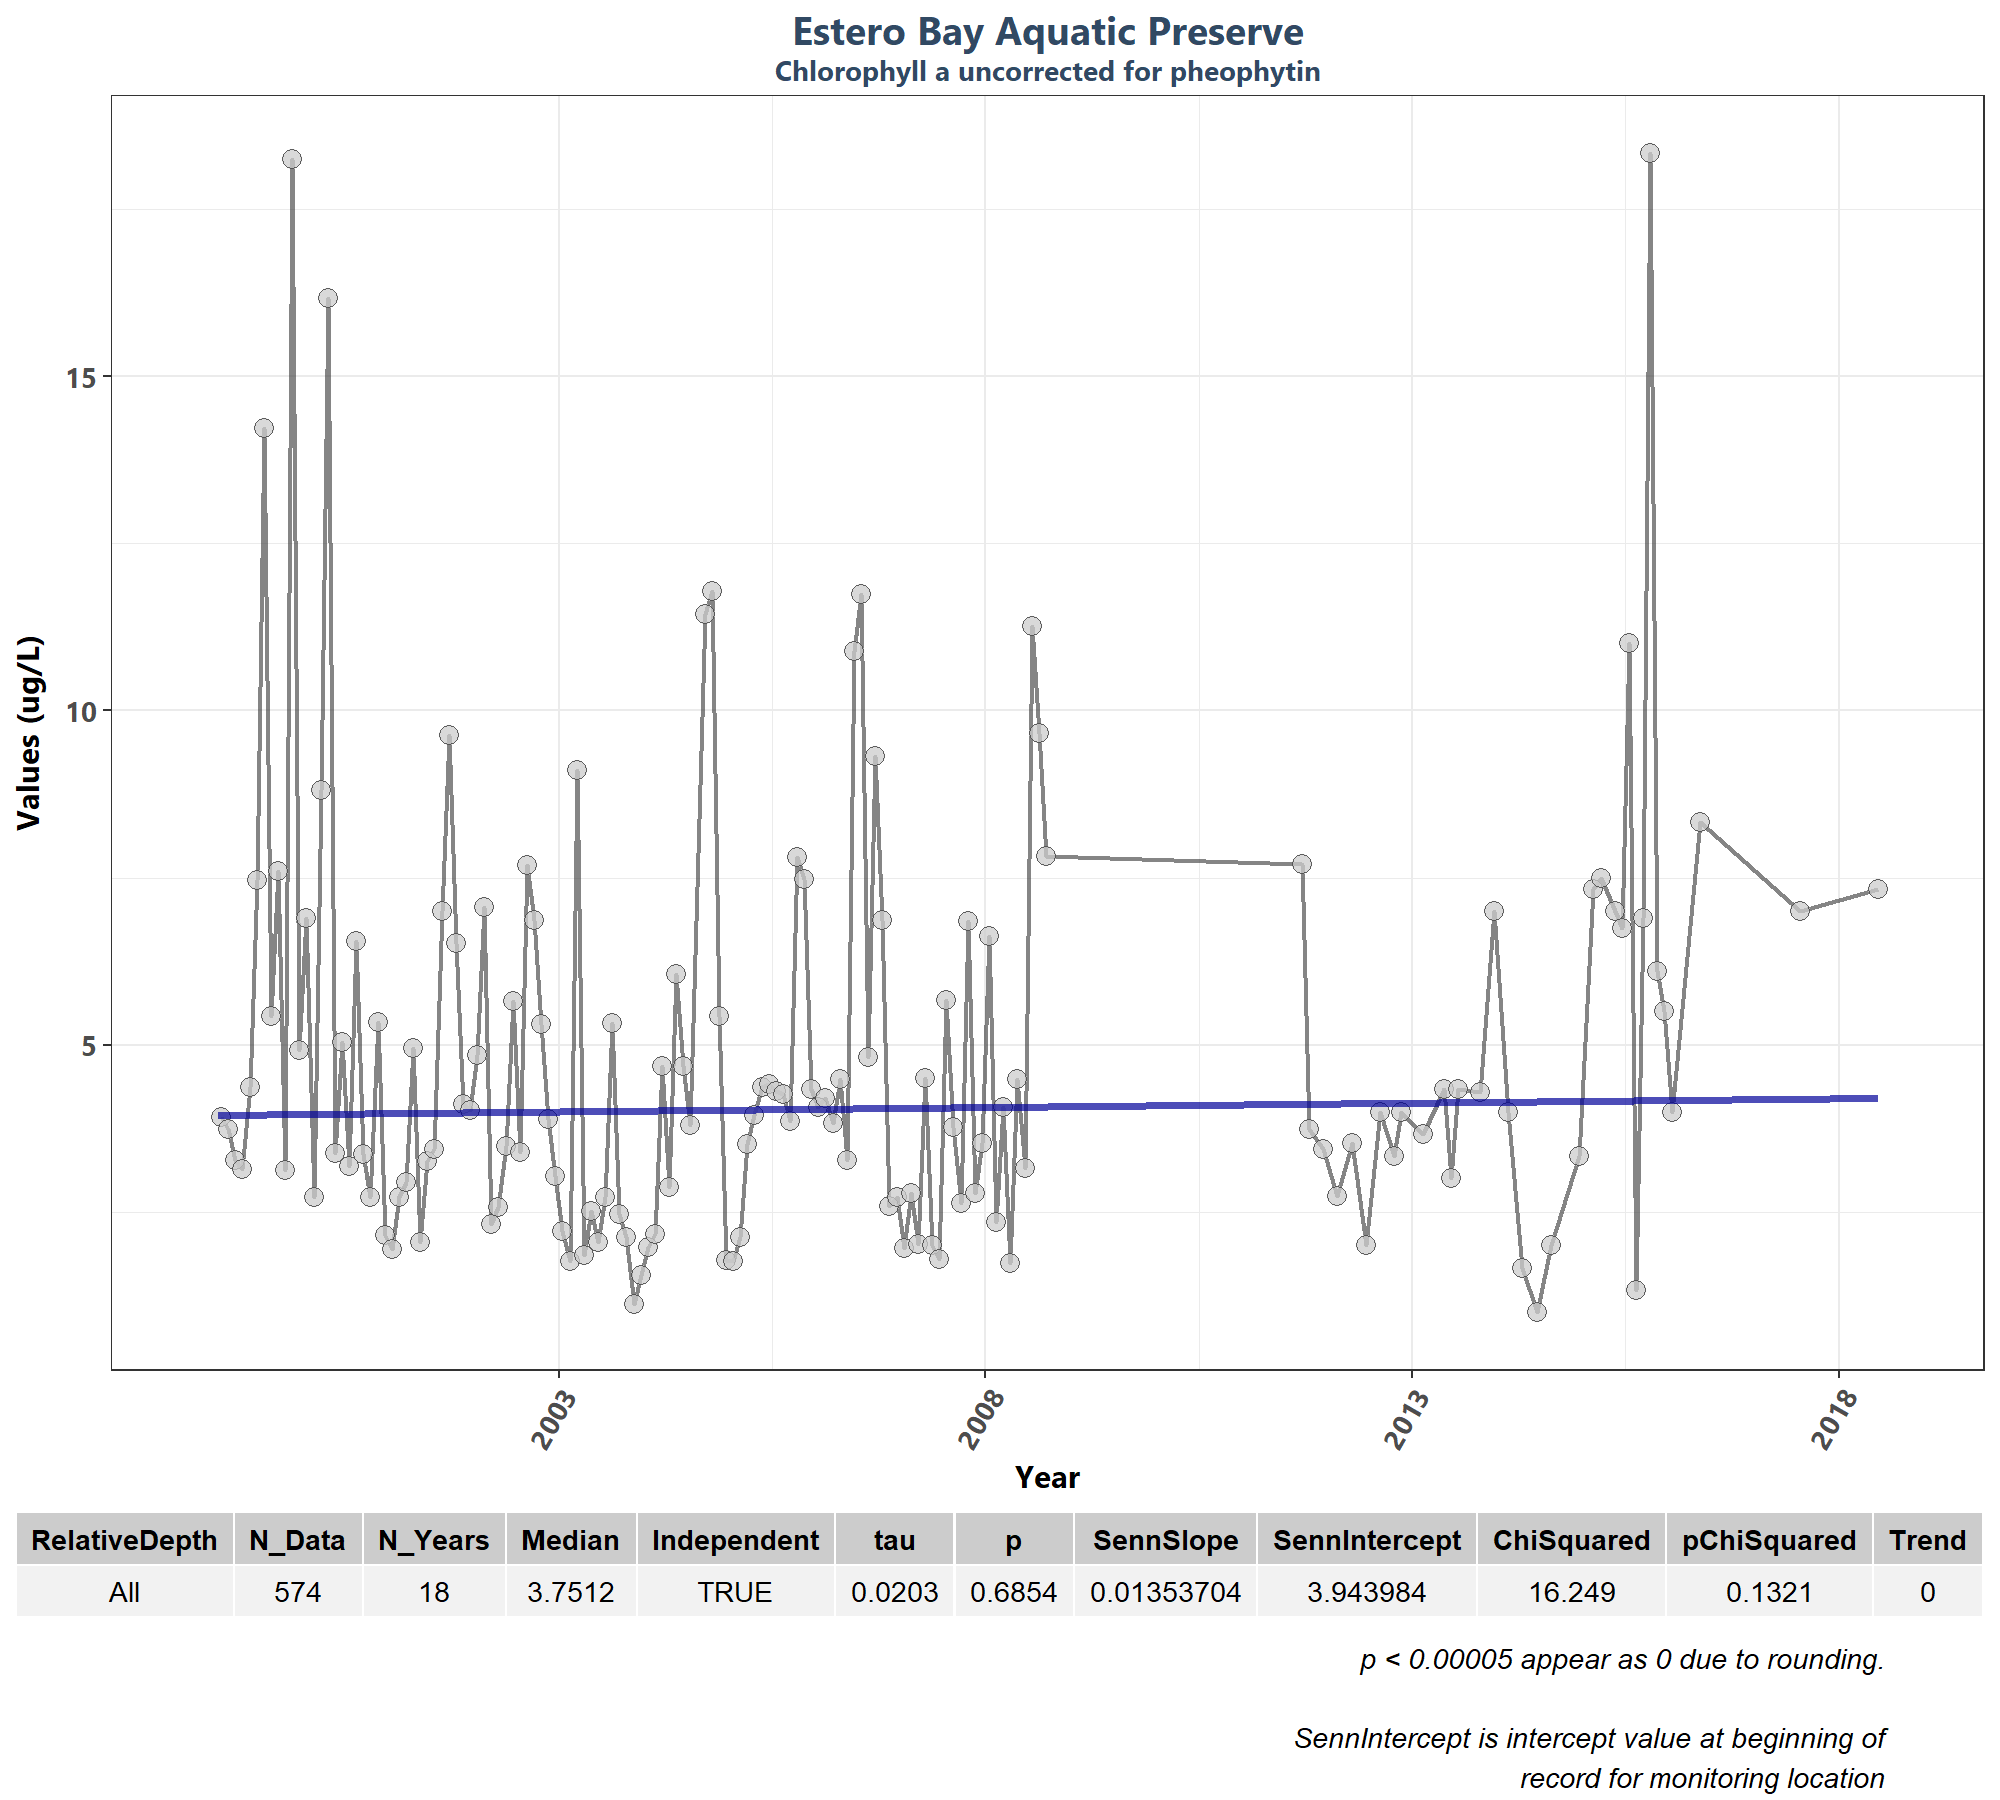 Estero Bay Aquatic Preserve
Chlorophyll a uncorrected for pheophytin
Values (ug/L)
15
10
5
2003 2008 2013 2018
Year
RelativeDepth N_Data N_Years Median Independent tau p SennSlope SennIntercept ChiSquared pChiSquared Trend
All 574 18 3.7512 TRUE 0.0203 0.6854 0.01353704 3.943984 16.249 0.1321 0
p < 0.00005 appear as 0 due to rounding.
SennIntercept is intercept value at beginning of
record for monitoring location